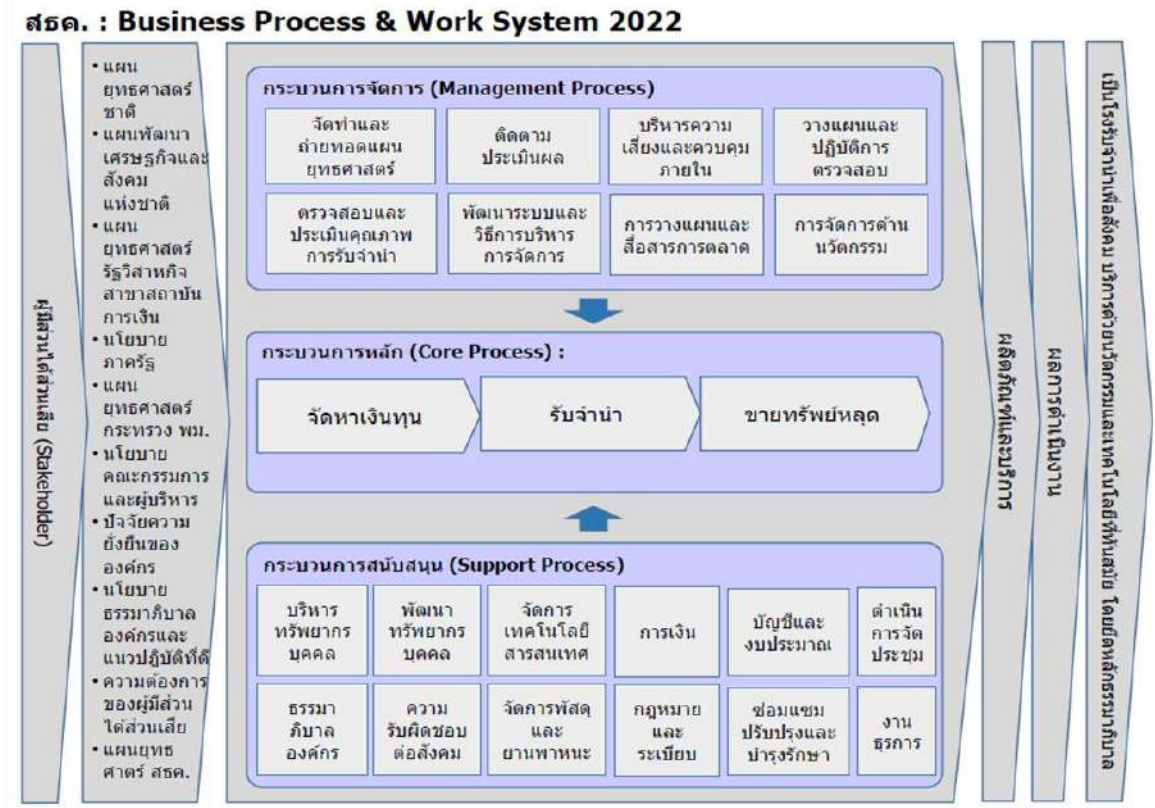 สธค. : Business Process & Work System 2022
ผู้มีส่วนได้ส่วนเสีย (Stakeholder)
• แผน
ยุทธศาสตร์
ชาติ
• แผนพัฒนา
เศรษฐกิจและ
สังคม
แห่งชาติ
• แผน
ยุทธศาสตร์
รัฐวิสาหกิจ
สาขาสถาบัน
การเงิน
• นโยบาย
ภาครัฐ
• แผน
ยุทธศาสตร์
กระทรวง พม.
• นโยบาย
คณะกรรมการ
และผู้บริหาร
• ปัจจัยความ
ยั่งยืนของ
องค์กร
• นโยบาย
ธรรมาภิบาล
องค์กรและ
แนวปฏิบัติที่ดี
• ความต้องการ
ของผู้มีส่วน
ได้ส่วนเสีย
• แผนยุทธ
ศาตร์ สธค.
กระบวนการจัดการ (Management Process)
จัดทำและ
ถ่ายทอดแผน
ยุทธศาสตร์
ติดตาม
ประเมินผล
บริหารความ
เสี่ยงและควบคุม
ภายใน
วางแผนและ
ปฏิบัติการ
ตรวจสอบ
ตรวจสอบและ
ประเมินคุณภาพ
การรับจำนำ
พัฒนาระบบและ
วิธีการบริหาร
การจัดการ
การวางแผนและ
สื่อสารการตลาด
การจัดการด้าน
นวัตกรรม
กระบวนการหลัก (Core Process) :
จัดหาเงินทุน
รับจำนำ
ขายทรัพย์หลุด
กระบวนการสนับสนุน (Support Process)
บริหาร
ทรัพยากร
บุคคล
พัฒนา
ทรัพยากร
บุคคล
จัดการ
เทคโนโลยี
สารสนเทศ
การเงิน
บัญชีและ
งบประมาณ
ดำเนิน
การจัด
ประชุม
ธรรมา
ภิบาล
องค์กร
ความ
รับผิดชอบ
ต่อสังคม
จัดการพัสดุ
และ
ยานพาหนะ
กฎหมาย
และ
ระเบียบ
ซ่อมแซม
ปรับปรุงและ
บำรุงรักษา
งาน
ธุรการ
ผลิตภัณฑ์และบริการ
ผลการดำเนินงาน
เป็นโรงรับจำนำเพื่อสังคม บริการด้วยนวัตกรรมและเทคโนโลยีที่ทันสมัย โดยยึดหลักธรรมาภิบาล